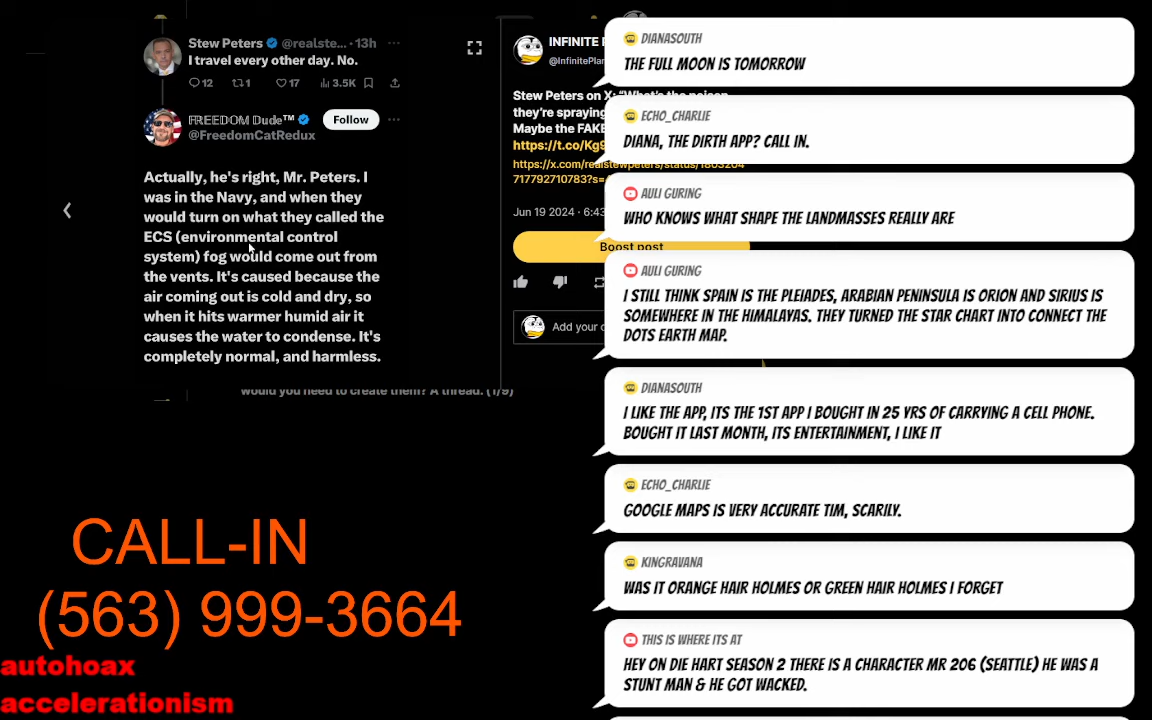 Stew Peters @realste... · 13h ···
I travel every other day. No.
12 1 17 3.5K
FREEDOM Dude™ Follow ···
@FreedomCatRedux
Actually, he's right, Mr. Peters. I
was in the Navy, and when they
would turn on what they called the
ECS (environmental control
system) fog would come out from
the vents. It's caused because the
air coming out is cold and dry, so
when it hits warmer humid air it
causes the water to condense. It's
completely normal, and harmless.
would you need to create them? A thread. (1/9)
INFINITE
@InfinitePla
Stew Peters on X: "What's the poison
they're spraying
Maybe the FAKE
https://t.co/Kg
https://x.com/realstewpeters/status/1803204
717792710783?s=
Jun 19 2024 · 6:43
Boost post
Add your c
DIANASOUTH
THE FULL MOON IS TOMORROW
ECHO_CHARLIE
DIANA, THE DIRTH APP? CALL IN.
AULI GURING
WHO KNOWS WHAT SHAPE THE LANDMASSES REALLY ARE
AULI GURING
I STILL THINK SPAIN IS THE PLEIADES, ARABIAN PENINSULA IS ORION AND SIRIUS IS
SOMEWHERE IN THE HIMALAYAS. THEY TURNED THE STAR CHART INTO CONNECT THE
DOTS EARTH MAP.
DIANASOUTH
I LIKE THE APP, ITS THE 1ST APP I BOUGHT IN 25 YRS OF CARRYING A CELL PHONE.
BOUGHT IT LAST MONTH, ITS ENTERTAINMENT, I LIKE IT
ECHO_CHARLIE
GOOGLE MAPS IS VERY ACCURATE TIM, SCARILY.
KINGRAVANA
WAS IT ORANGE HAIR HOLMES OR GREEN HAIR HOLMES I FORGET
THIS IS WHERE ITS AT
HEY ON DIE HART SEASON 2 THERE IS A CHARACTER MR 206 (SEATTLE) HE WAS A
STUNT MAN & HE GOT WACKED.
CALL-IN
(563) 999-3664
autohoax
accelerationism